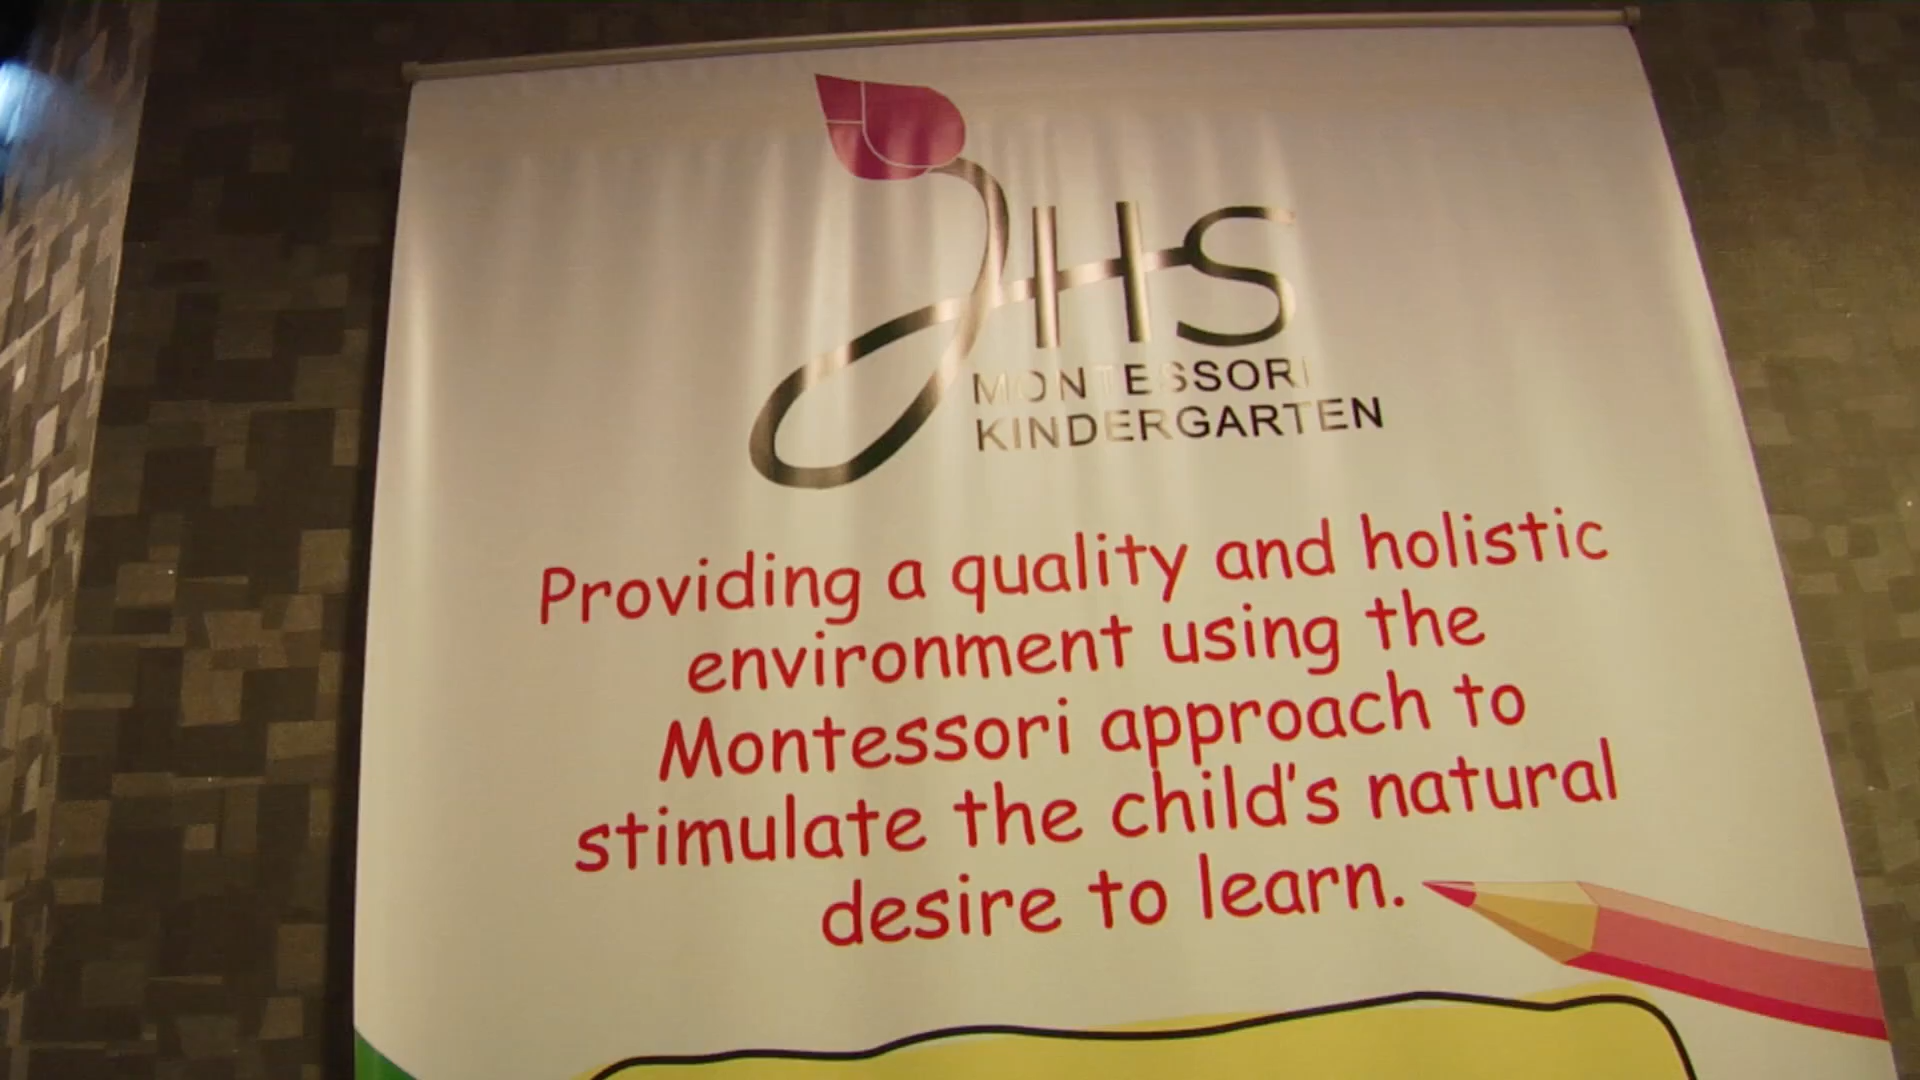 JHS
MONTESSORI
KINDERGARTEN
Providing a quality and holistic
environment using the
Montessori approach to
stimulate the child's natural
desire to learn.